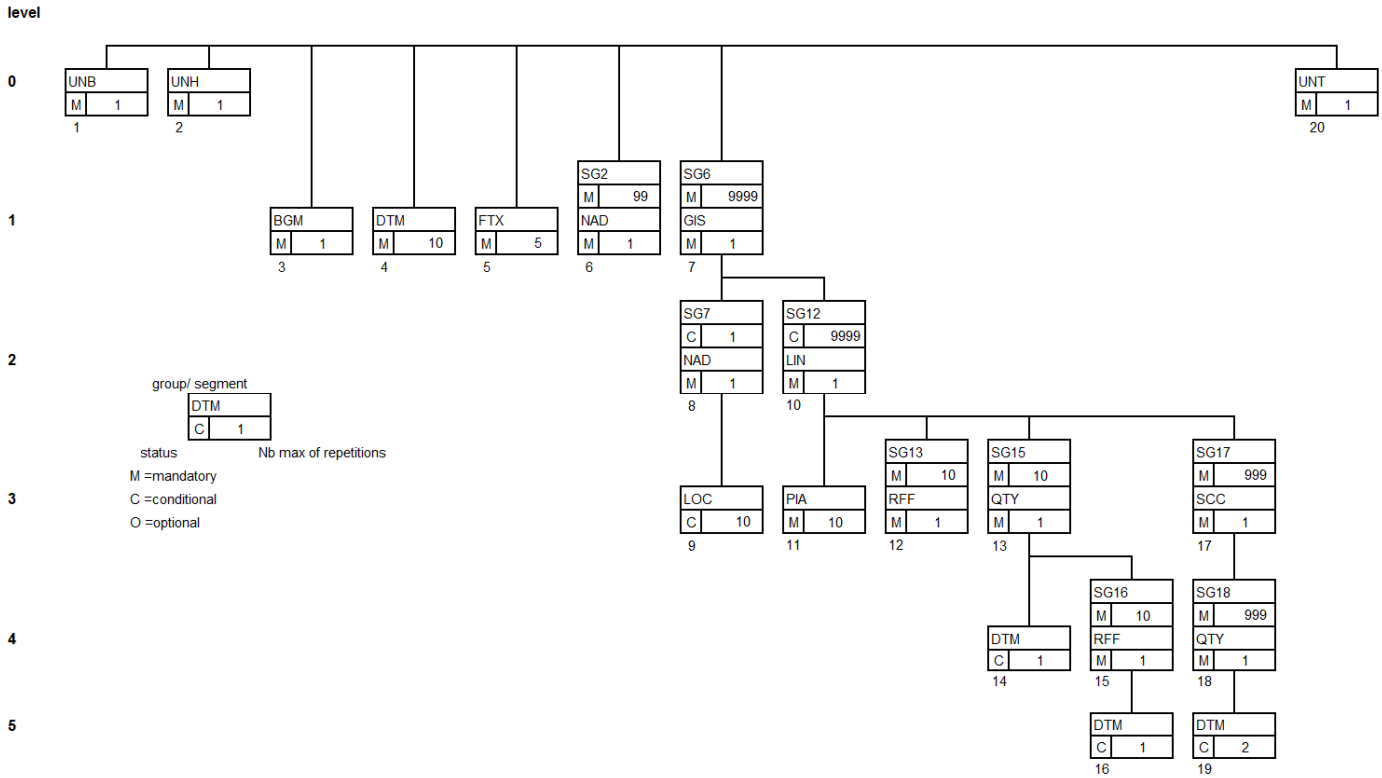 level
0
UNB
M 1
1
UNH
M 1
2
UNT
M 1
20
1
BGM
M 1
3
DTM
M 10
4
FTX
M 5
5
SG2
M 99
NAD
M 1
6
SG6
M 9999
GIS
M 1
7
2
SG7
C 1
NAD
M 1
8
SG12
C 9999
LIN
M 1
10
group/ segment
DTM
C 1
status Nb max of repetitions
M =mandatory
C =conditional
O =optional
3
LOC
C 10
9
PIA
M 10
11
SG13
M 10
RFF
M 1
12
SG15
M 10
QTY
M 1
13
SG17
M 999
SCC
M 1
17
4
DTM
C 1
14
SG16
M 10
RFF
M 1
15
SG18
M 999
QTY
M 1
18
5
DTM
C 1
16
DTM
C 2
19